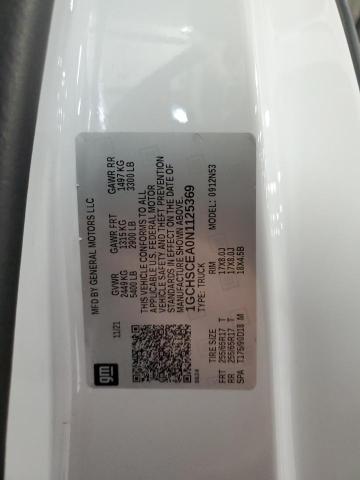 MFD BY GENERAL MOTORS LLC
11/21
GVWR
2449 KG
5400 LB
GAWR FRT
1315 KG
2900 LB
GAWR RR
1497 KG
3300 LB
THIS VEHICLE CONFORMS TO ALL
APPLICABLE U.S. FEDERAL MOTOR
VEHICLE SAFETY AND THEFT PREVENTION
STANDARDS IN EFFECT ON THE DATE OF
MANUFACTURE SHOWN ABOVE.
1GCHSCEA0N1125369
TYPE: TRUCK 0912N53
gm
TIRE SIZE RIM
FRT 255/65R17 T 17X8.0J
RR 255/65R17 T 17X8.0J
SPA T175/90D18 M 18X4.5B